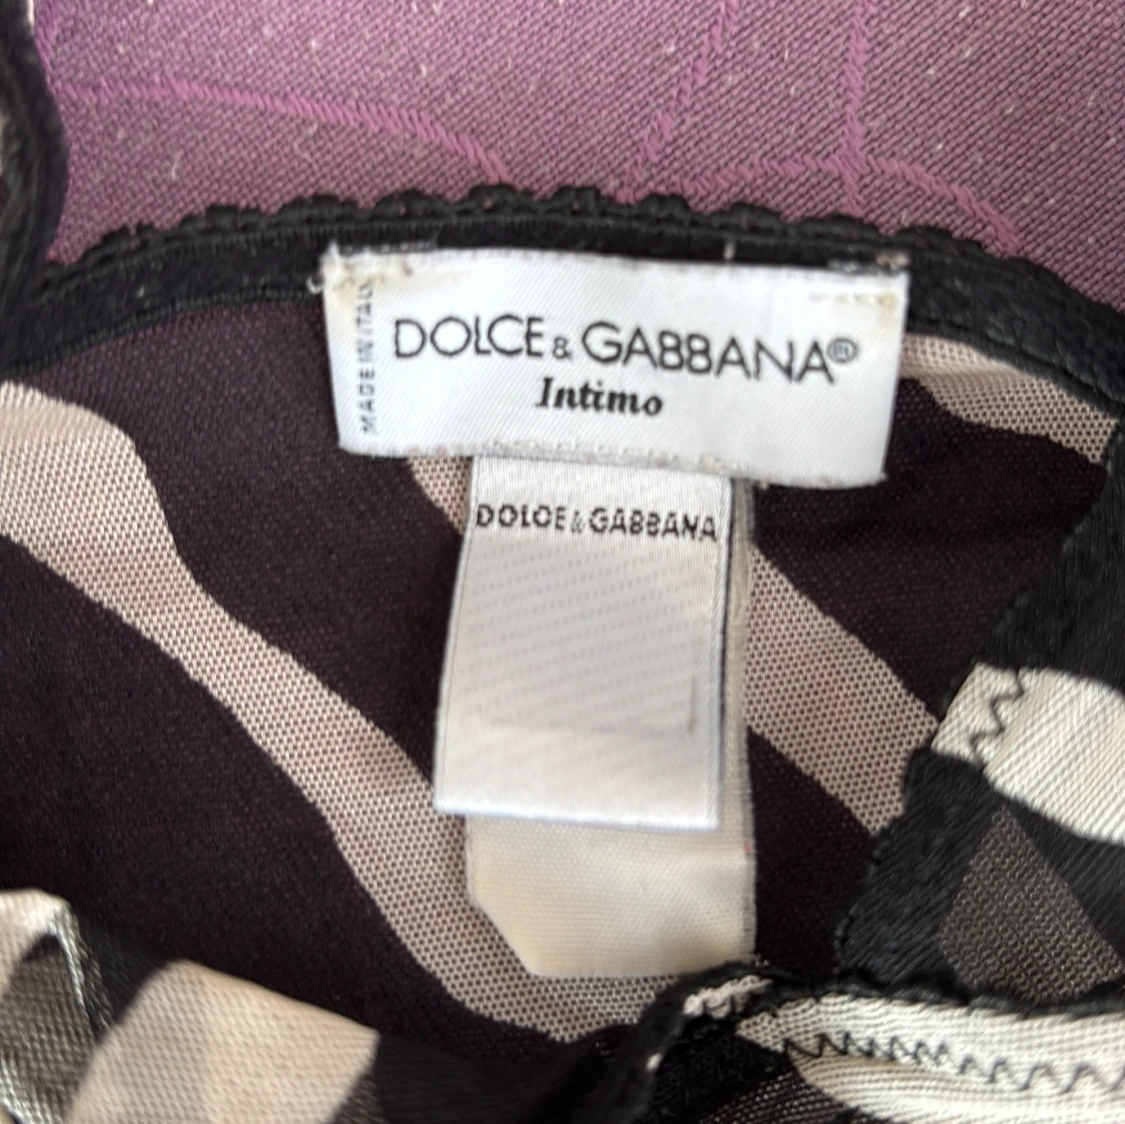 MADE IN ITALY
DOLCE & GABBANA®
Intimo
DOLCE & GABBANA